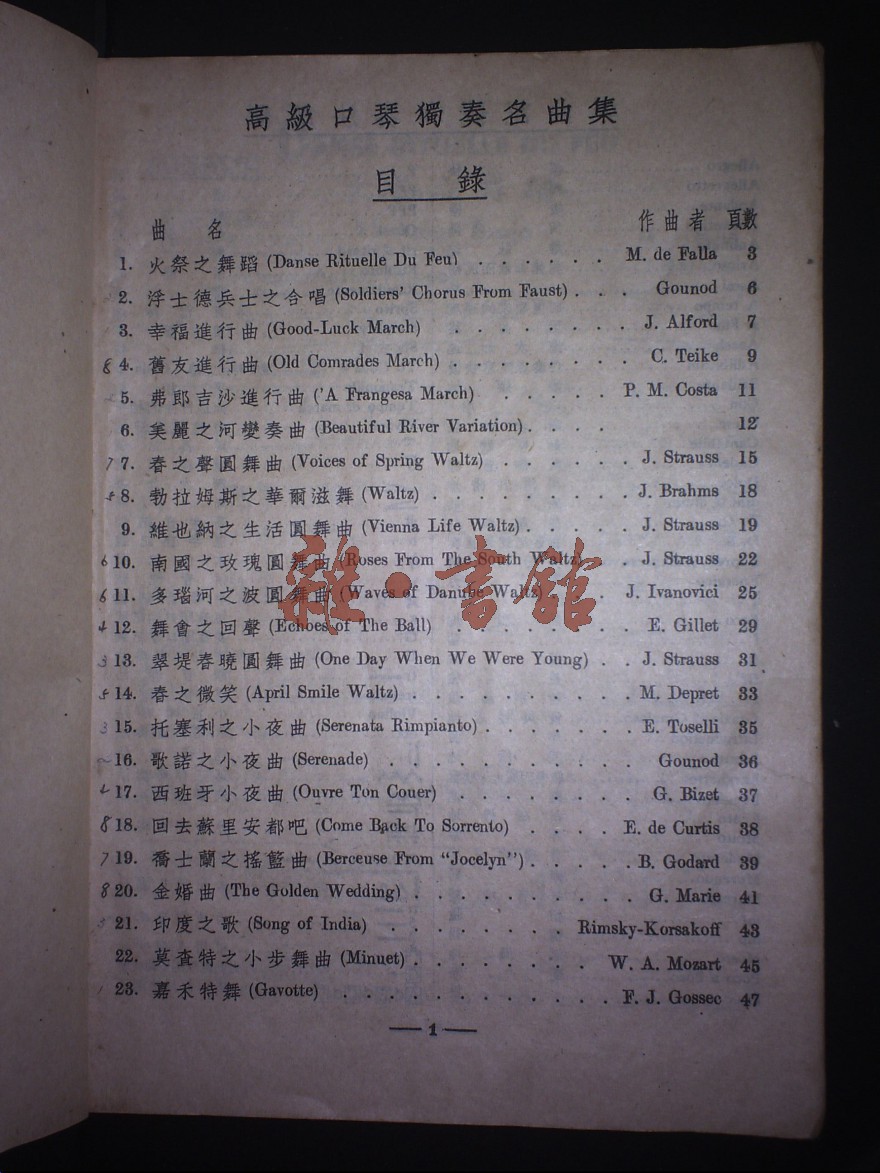 高級口琴獨奏名曲集
目錄
曲名 作曲者 頁數
1. 火祭之舞蹈 (Danse Rituelle Du Feu) . . . . . . M. de Falla 3
2. 浮士德兵士之合唱 (Soldiers' Chorus From Faust) . . . Gounod 6
3. 幸福進行曲 (Good-Luck March) . . . . . . . . J. Alford 7
8 4. 舊友進行曲 (Old Comrades March) . . . . . . . . C. Teike 9
5. 弗郎吉沙進行曲 ('A Frangesa March) . . . . . P. M. Costa 11
6. 美麗之河變奏曲 (Beautiful River Variation) . . . . 12
7 7. 春之聲圓舞曲 (Voices of Spring Waltz) . . . . . . J. Strauss 15
8. 勃拉姆斯之華爾滋舞 (Waltz) . . . . . . . . . J. Brahms 18
9. 維也納之生活圓舞曲 (Vienna Life Waltz) . . . . . J. Strauss 19
6 10. 南國之玫瑰圓舞曲 (Roses From The South Waltz) . . J. Strauss 22
6 11. 多瑙河之波圓舞曲 (Waves of Danube Waltz) . . . J. Ivanovici 25
12. 舞會之回聲 (Echoes of The Ball) . . . . . . . . E. Gillet 29
3 13. 翠堤春曉圓舞曲 (One Day When We Were Young) . . J. Strauss 31
14. 春之微笑 (April Smile Waltz) . . . . . . . . . . M. Depret 33
3 15. 托塞利之小夜曲 (Serenata Rimpianto) . . . . . . . E. Toselli 35
16. 歌諾之小夜曲 (Serenade) . . . . . . . . . . . Gounod 36
17. 西班牙小夜曲 (Ouvre Ton Couer) . . . . . . . . G. Bizet 37
8 18. 回去蘇里安都吧 (Come Back To Sorrento) . . . . E. de Curtis 38
7 19. 喬士蘭之搖籃曲 (Berceuse From "Jocelyn") . . . . . B. Godard 39
8 20. 金婚曲 (The Golden Wedding) . . . . . . . . . . G. Marie 41
21. 印度之歌 (Song of India) . . . . . . . . Rimsky-Korsakoff 43
22. 莫査特之小步舞曲 (Minuet) . . . . . . . . . W. A. Mozart 45
23. 嘉禾特舞 (Gavotte) . . . . . . . . . . . . F. J. Gossec 47
— 1 —
雜·書館